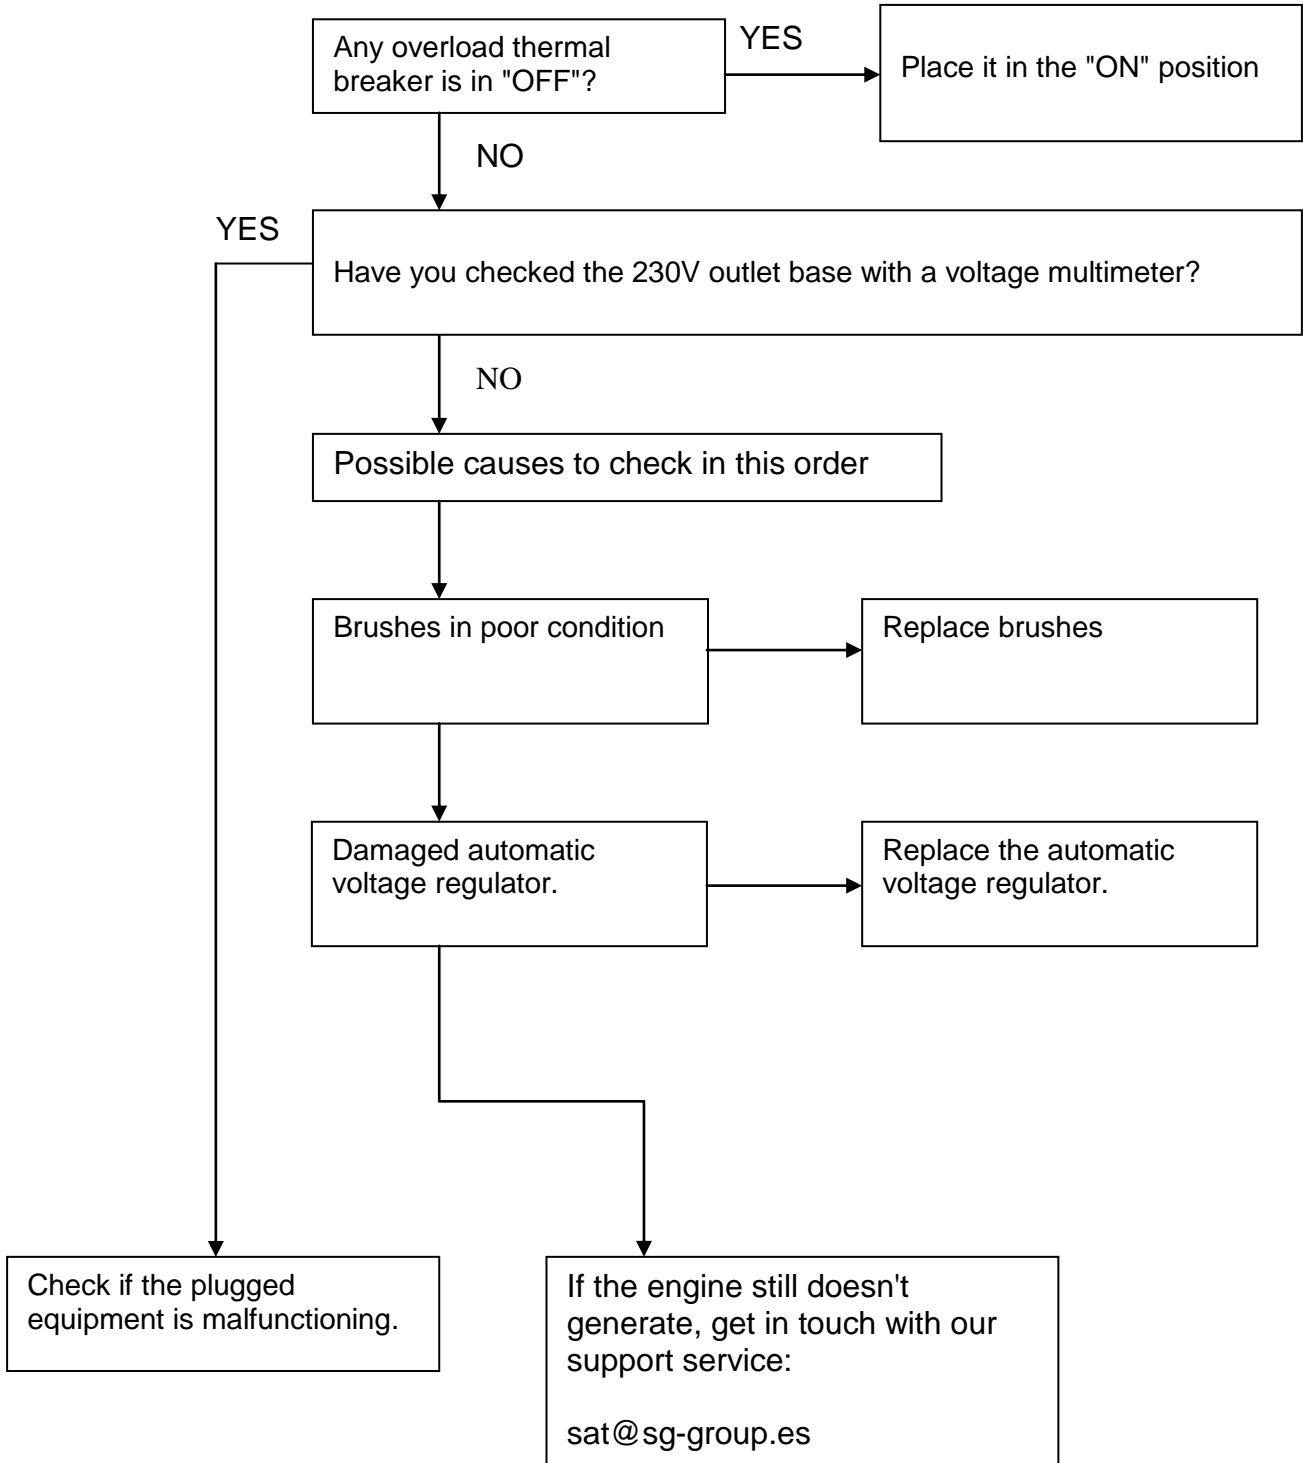 Any overload thermal
breaker is in "OFF"?
YES
Place it in the "ON" position
NO
YES
Have you checked the 230V outlet base with a voltage multimeter?
NO
Possible causes to check in this order
Brushes in poor condition
Replace brushes
Damaged automatic
voltage regulator.
Replace the automatic
voltage regulator.
Check if the plugged
equipment is malfunctioning.
If the engine still doesn't
generate, get in touch with our
support service:
sat@sg-group.es